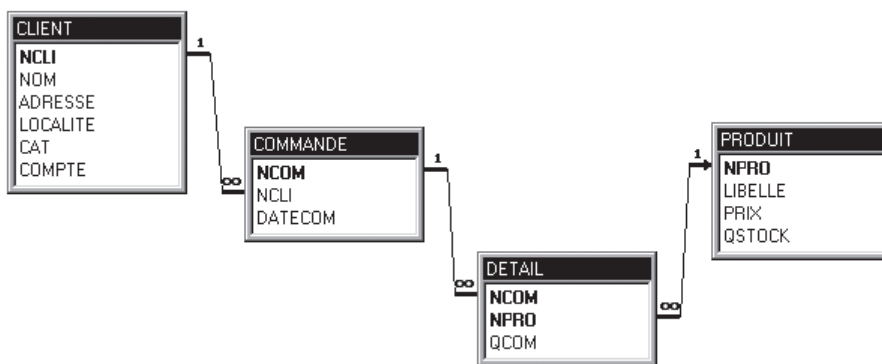 CLIENT
NCLI
NOM
ADRESSE
LOCALITE
CAT
COMPTE
1
∞
COMMANDE
NCOM
NCLI
DATECOM
1
∞
DETAIL
NCOM
NPRO
QCOM
∞
1
PRODUIT
NPRO
LIBELLE
PRIX
QSTOCK